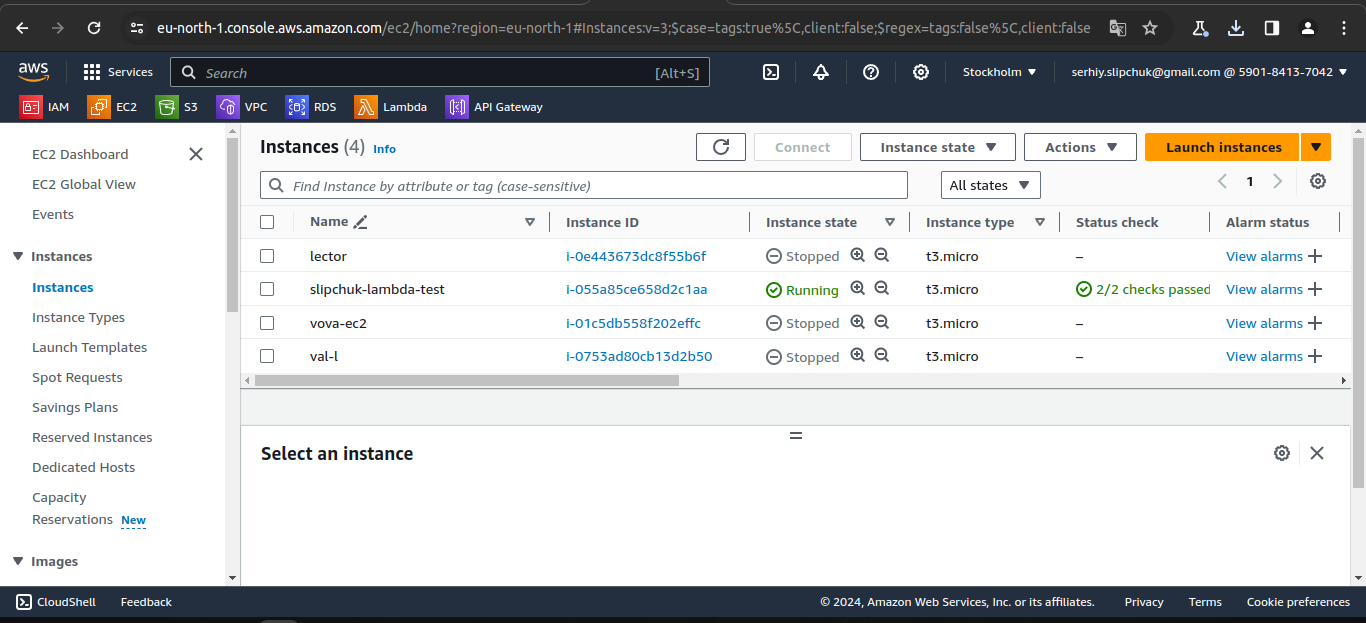 eu-north-1.console.aws.amazon.com/ec2/home?region=eu-north-1#Instances:v=3;$case=tags:true%5C,client:false;$regex=tags:false%5C,client:false
aws Services Search [Alt+S] Stockholm serhiy.slipchuk@gmail.com @ 5901-8413-7042
IAM EC2 S3 VPC RDS Lambda API Gateway
EC2 Dashboard
EC2 Global View
Events
Instances
Instances
Instance Types
Launch Templates
Spot Requests
Savings Plans
Reserved Instances
Dedicated Hosts
Capacity
Reservations New
Images
Instances (4) Info Connect Instance state Actions Launch instances
Find Instance by attribute or tag (case-sensitive) All states 1
Name Instance ID Instance state Instance type Status check Alarm status
lector i-0e443673dc8f55b6f Stopped t3.micro – View alarms
slipchuk-lambda-test i-055a85ce658d2c1aa Running t3.micro 2/2 checks passed View alarms
vova-ec2 i-01c5db558f202effc Stopped t3.micro – View alarms
val-l i-0753ad80cb13d2b50 Stopped t3.micro – View alarms
Select an instance
CloudShell Feedback © 2024, Amazon Web Services, Inc. or its affiliates. Privacy Terms Cookie preferences